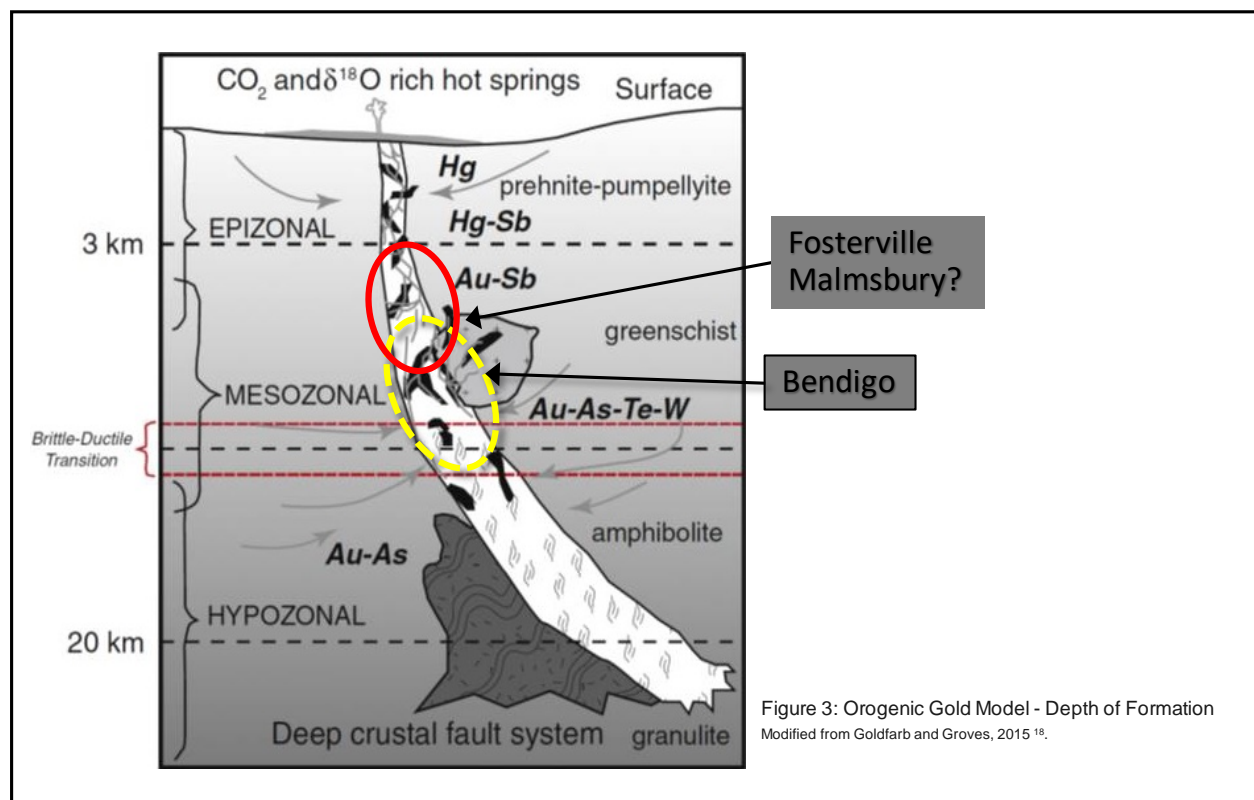 CO₂ and δ¹⁸O rich hot springs
Surface
Hg
prehnite-pumpellyite
EPIZONAL
Hg-Sb
3 km
Au-Sb
Fosterville
Malmsbury?
greenschist
Bendigo
MESOZONAL
Au-As-Te-W
Brittle-Ductile
Transition
amphibolite
Au-As
HYPOZONAL
20 km
Deep crustal fault system
granulite
Figure 3: Orogenic Gold Model - Depth of Formation
Modified from Goldfarb and Groves, 2015 ¹⁸.